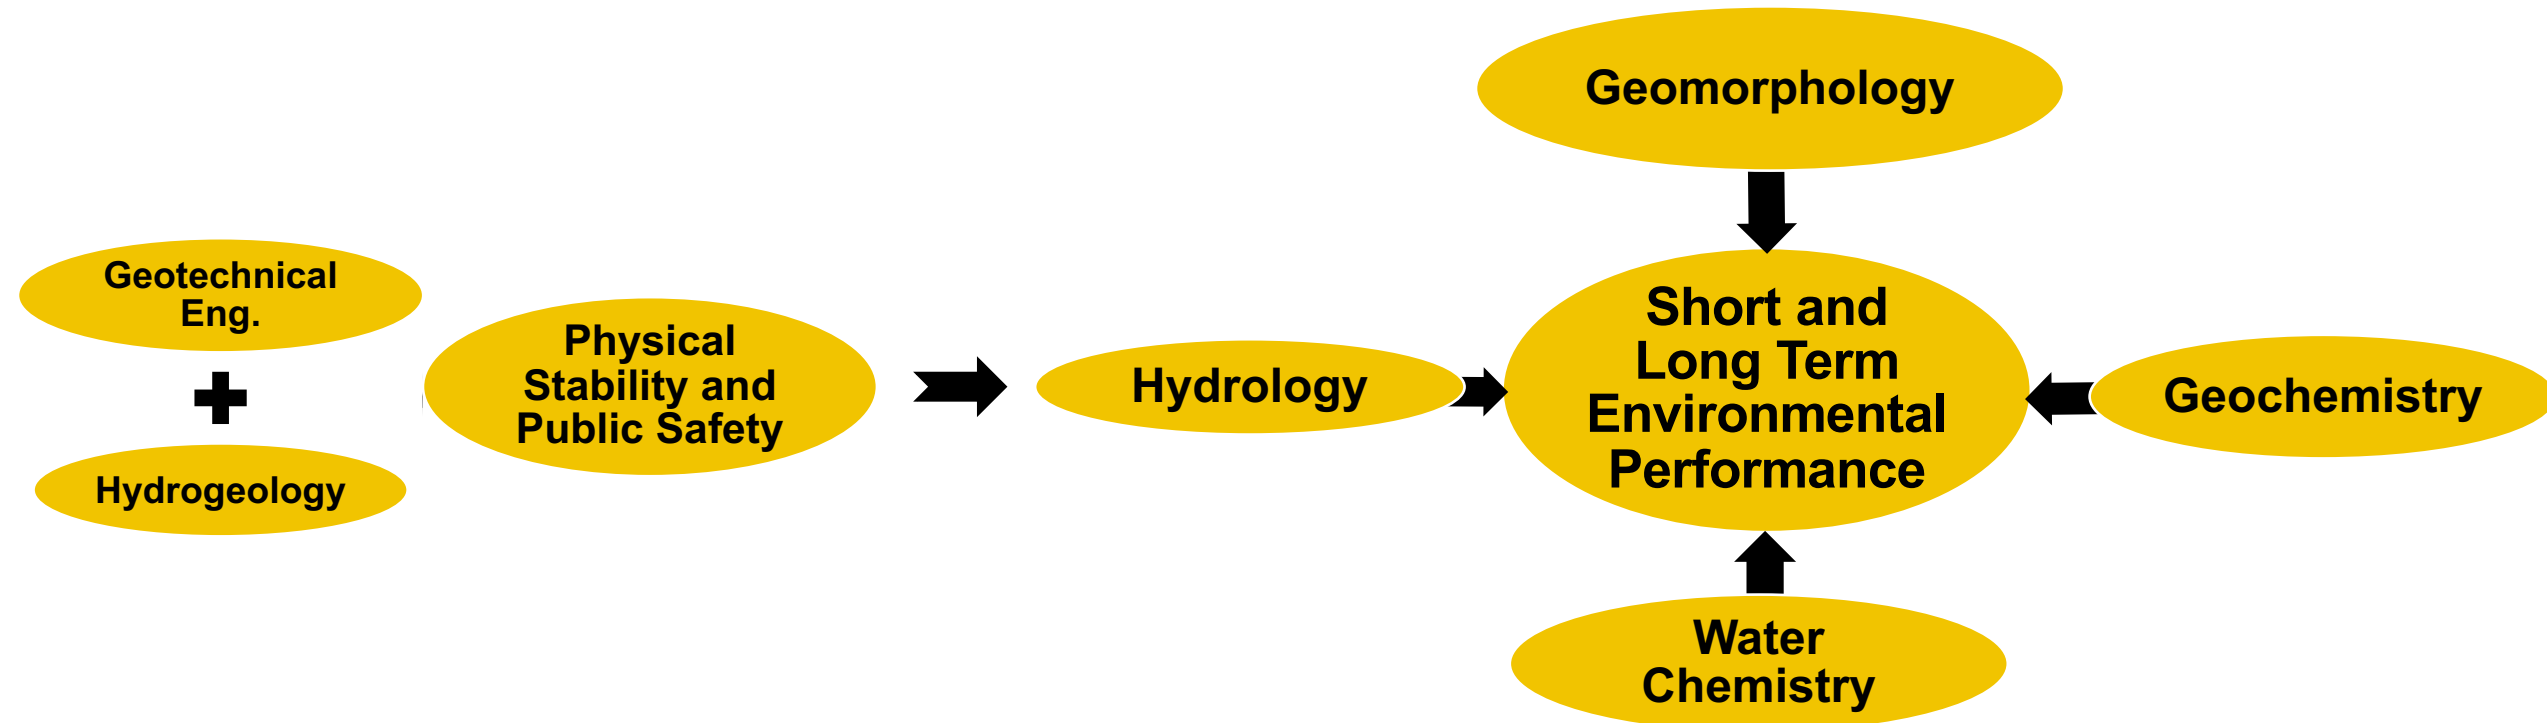 Geomorphology
Geotechnical
Eng.
Hydrogeology
Physical
Stability and
Public Safety
Hydrology
Short and
Long Term
Environmental
Performance
Geochemistry
Water
Chemistry